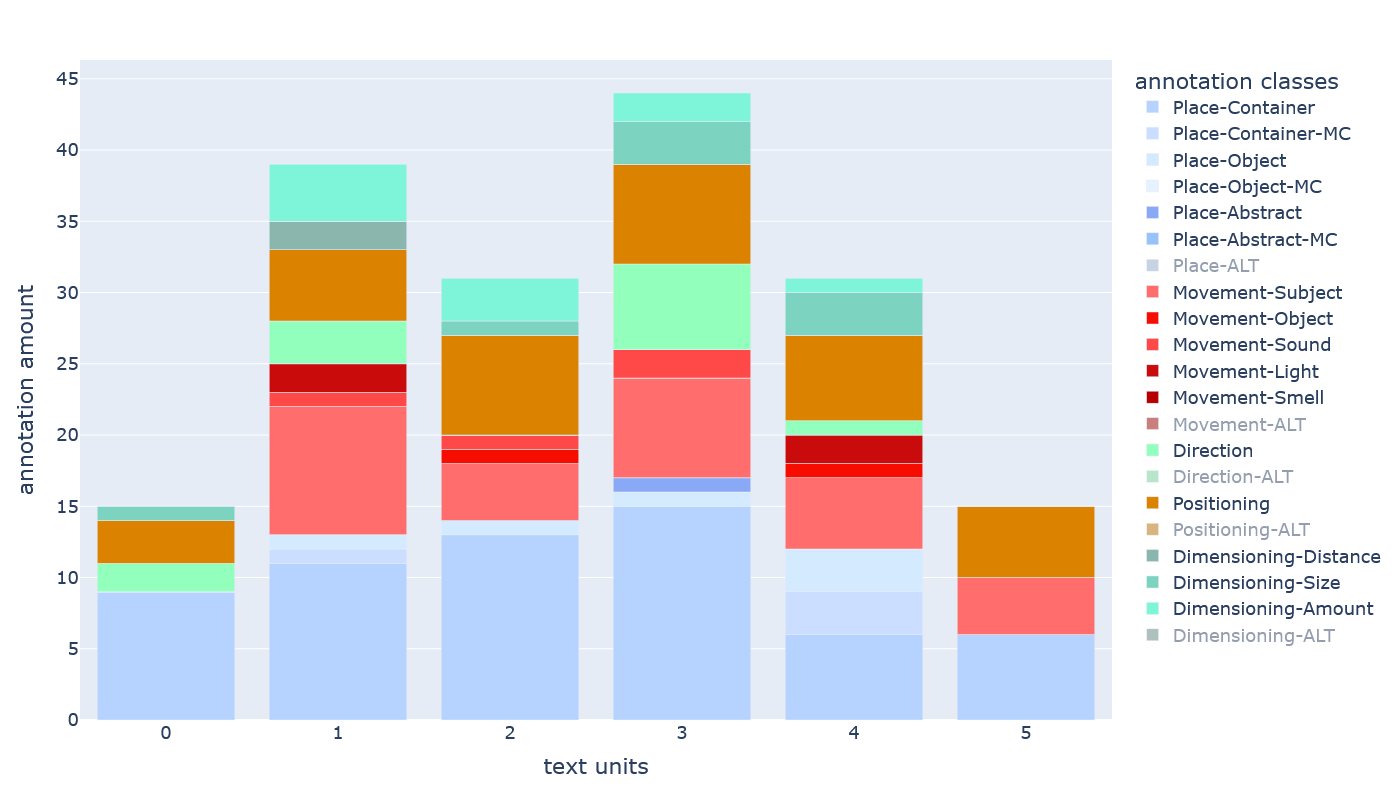 annotation amount
45
40
35
30
25
20
15
10
5
0
0 1 2 3 4 5
text units
annotation classes
Place-Container
Place-Container-MC
Place-Object
Place-Object-MC
Place-Abstract
Place-Abstract-MC
Place-ALT
Movement-Subject
Movement-Object
Movement-Sound
Movement-Light
Movement-Smell
Movement-ALT
Direction
Direction-ALT
Positioning
Positioning-ALT
Dimensioning-Distance
Dimensioning-Size
Dimensioning-Amount
Dimensioning-ALT